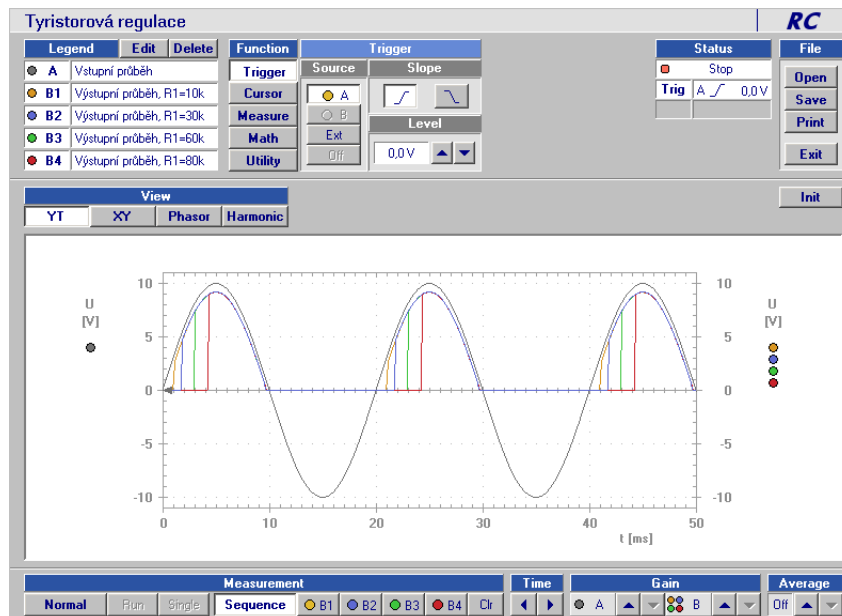 Tyristorová regulace
RC
Legend Edit Delete
A Vstupní průběh
B1 Výstupní průběh, R1=10k
B2 Výstupní průběh, R1=30k
B3 Výstupní průběh, R1=60k
B4 Výstupní průběh, R1=80k
Function
Trigger
Cursor
Measure
Math
Utility
Trigger
Source
A
B
Ext
Off
Slope
Level
0,0 V
Status
Stop
Trig A 0,0 V
File
Open
Save
Print
Exit
Init
View
YT XY Phasor Harmonic
U
[V]
10
5
0
-5
-10
0 10 20 30 40 50
t [ms]
10
5
0
-5
-10
U
[V]
Measurement
Normal Run Single Sequence B1 B2 B3 B4 Clr
Time
Gain
A B
Average
Off